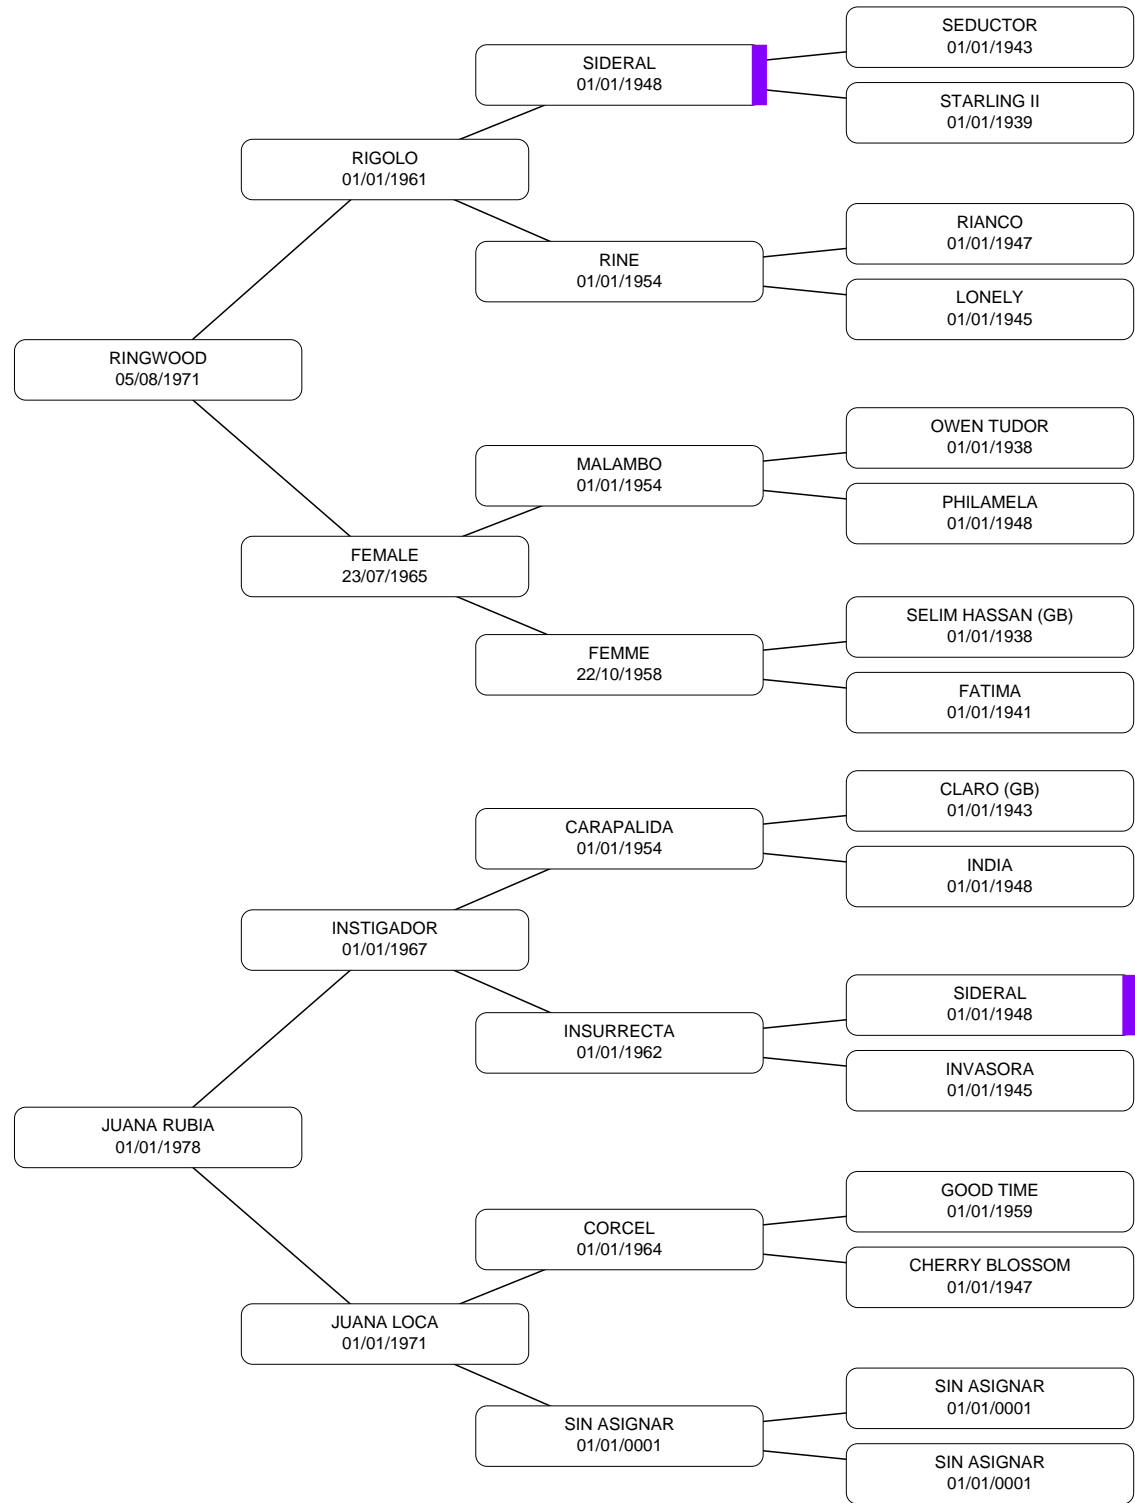 SEDUCTOR
01/01/1943
SIDERAL
01/01/1948
STARLING II
01/01/1939
RIGOLO
01/01/1961
RIANCO
01/01/1947
RINE
01/01/1954
LONELY
01/01/1945
RINGWOOD
05/08/1971
OWEN TUDOR
01/01/1938
MALAMBO
01/01/1954
PHILAMELA
01/01/1948
FEMALE
23/07/1965
SELIM HASSAN (GB)
01/01/1938
FEMME
22/10/1958
FATIMA
01/01/1941
CLARO (GB)
01/01/1943
CARAPALIDA
01/01/1954
INDIA
01/01/1948
INSTIGADOR
01/01/1967
SIDERAL
01/01/1948
INSURRECTA
01/01/1962
INVASORA
01/01/1945
JUANA RUBIA
01/01/1978
GOOD TIME
01/01/1959
CORCEL
01/01/1964
CHERRY BLOSSOM
01/01/1947
JUANA LOCA
01/01/1971
SIN ASIGNAR
01/01/0001
SIN ASIGNAR
01/01/0001
SIN ASIGNAR
01/01/0001